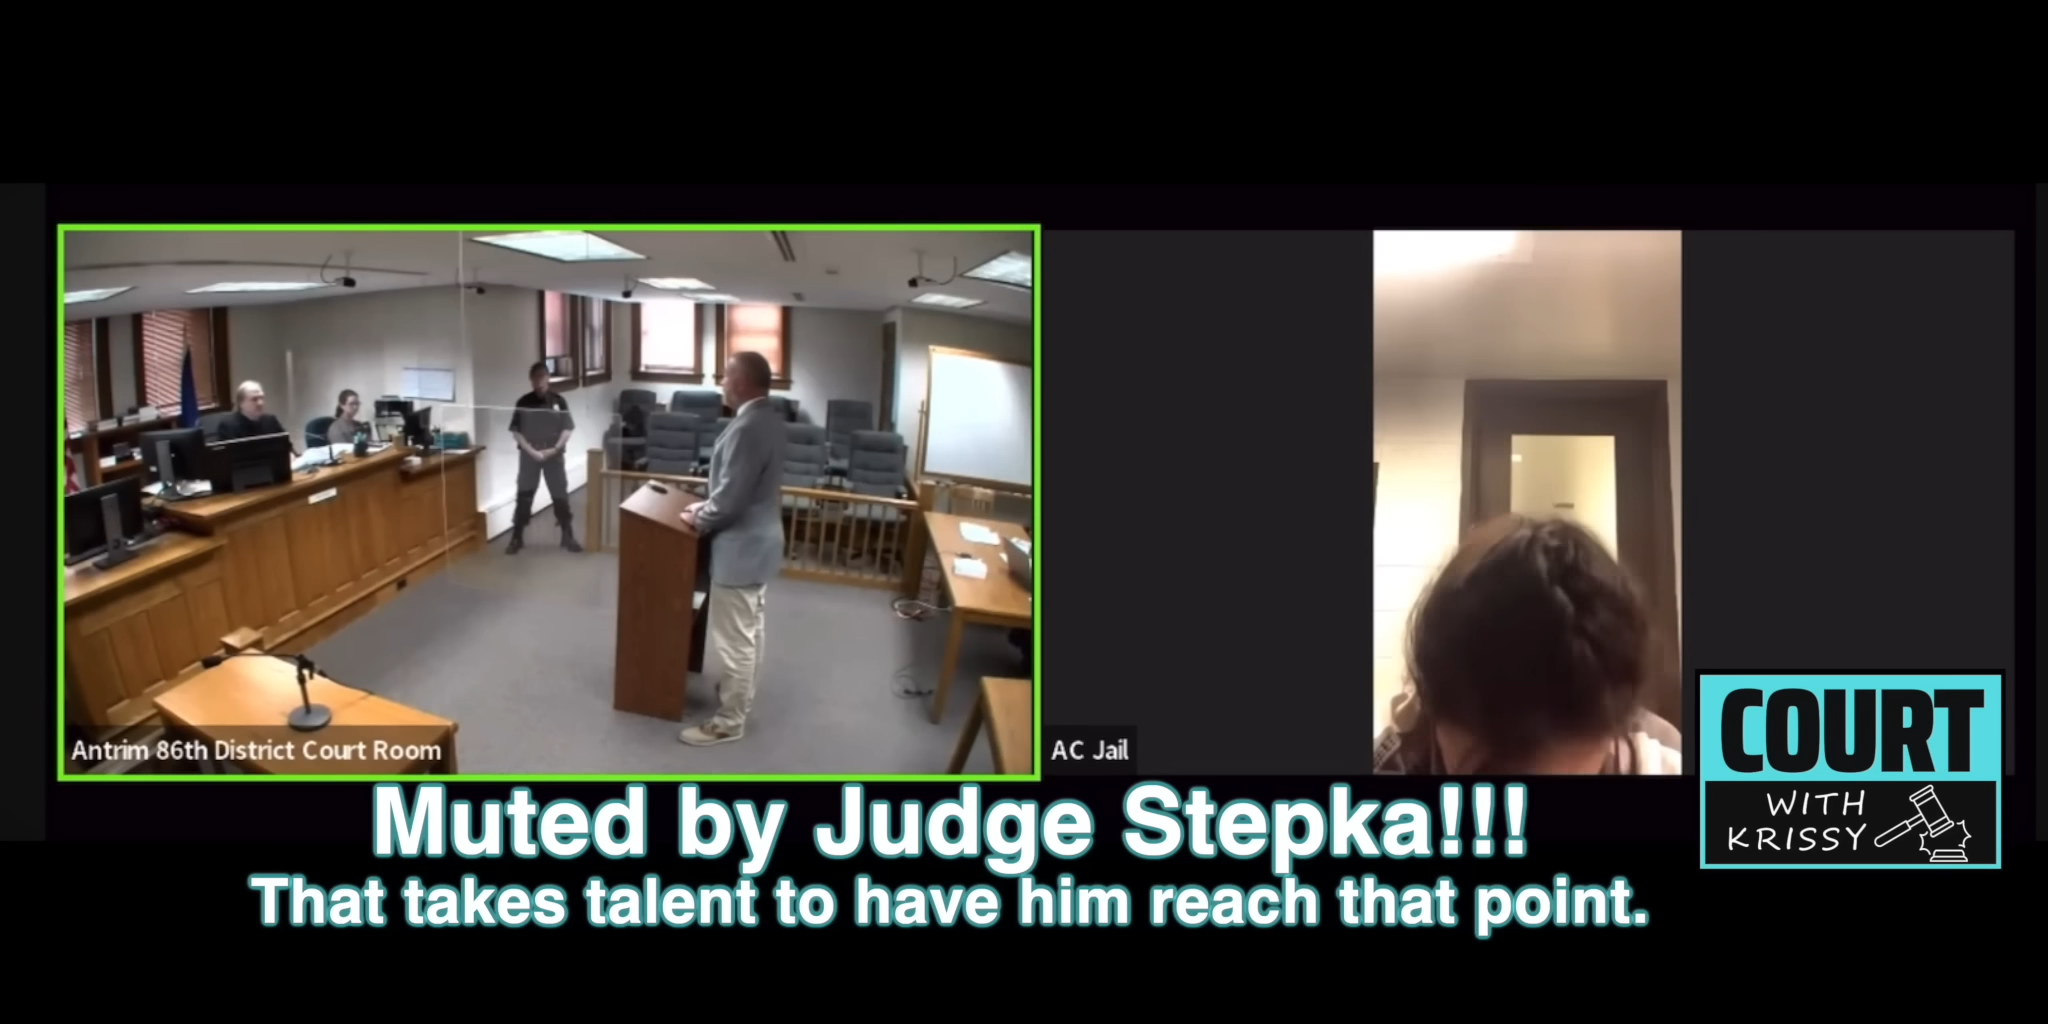 Antrim 86th District Court Room
AC Jail
Muted by Judge Stepka!!!
That takes talent to have him reach that point.
COURT
WITH
KRISSY